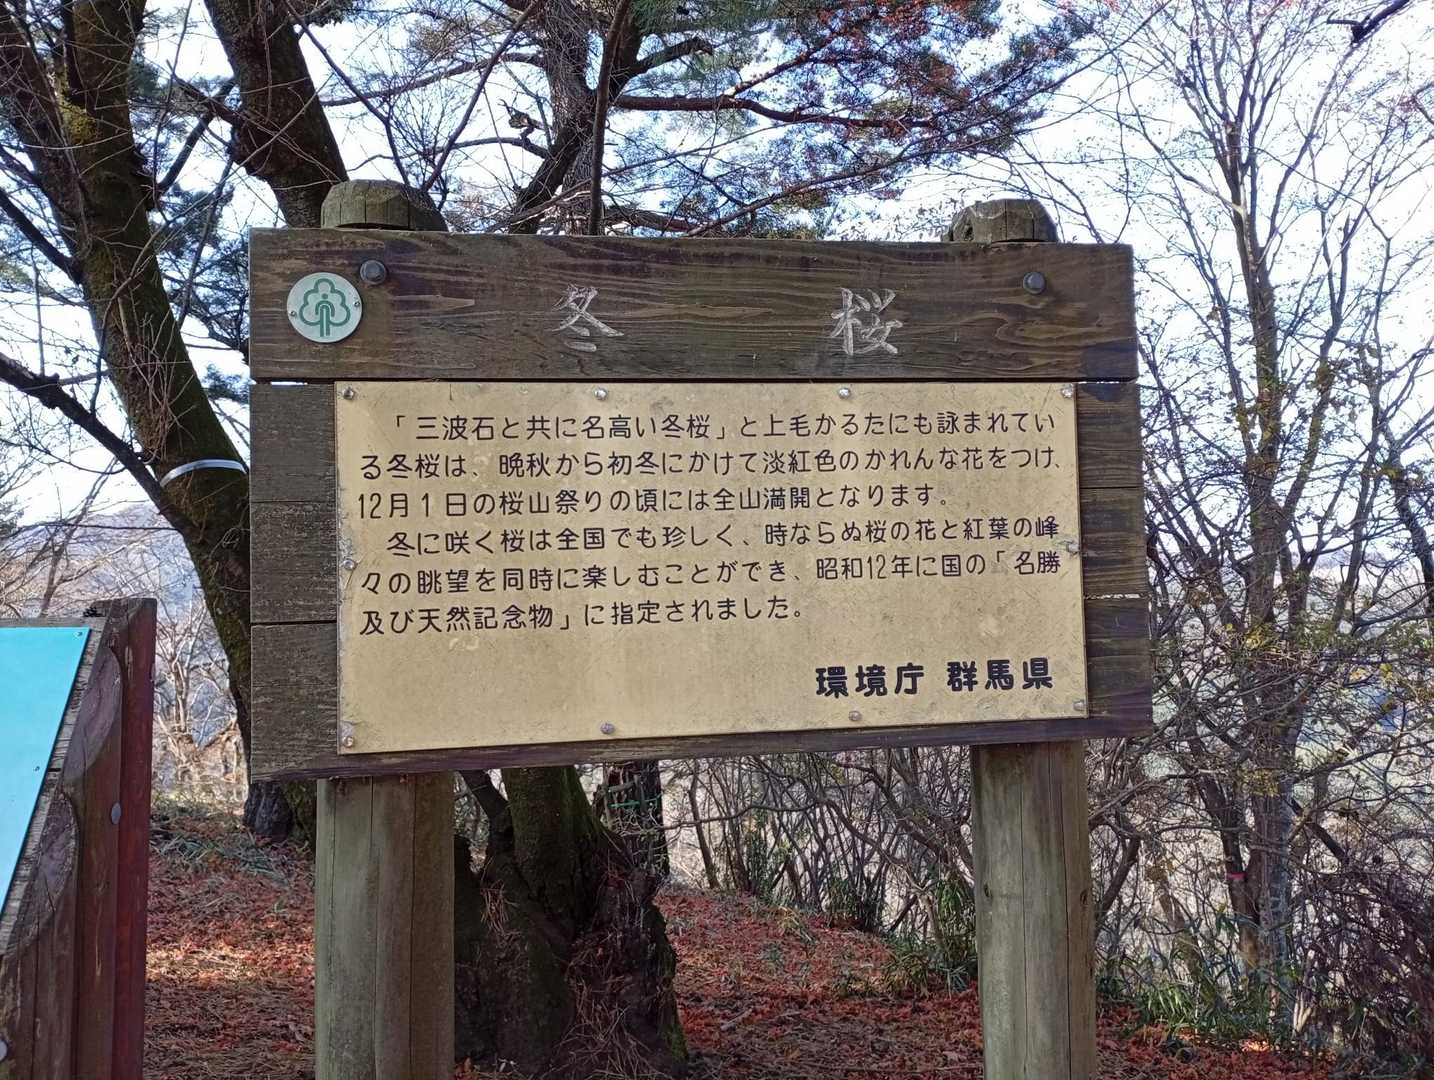 冬桜
「三波石と共に名高い冬桜」と上毛かるたにも詠まれてい
る冬桜は、晩秋から初冬にかけて淡紅色のかれんな花をつけ、
12月1日の桜山祭りの頃には全山満開となります。
冬に咲く桜は全国でも珍しく、時ならぬ桜の花と紅葉の峰
々の眺望を同時に楽しむことができ、昭和12年に国の「名勝
及び天然記念物」に指定されました。
環境庁 群馬県